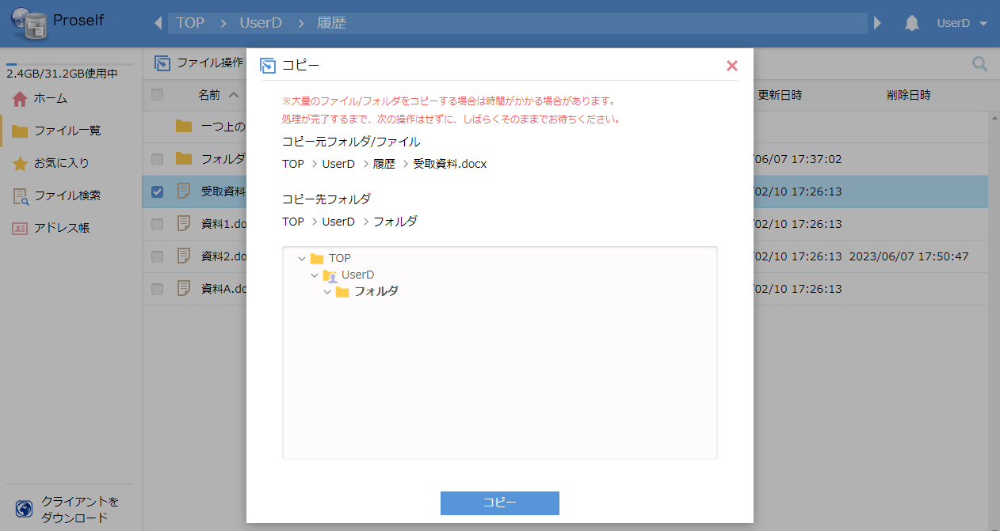 Proself
TOP > UserD > 履歴
UserD
2.4GB/31.2GB使用中
ホーム
ファイル一覧
お気に入り
ファイル検索
アドレス帳
クライアントを
ダウンロード
ファイル操作
名前 更新日時 削除日時
一つ上の
フォルダ /06/07 17:37:02
受取資料 /02/10 17:26:13
資料1.do /02/10 17:26:13
資料2.do /02/10 17:26:13 2023/06/07 17:50:47
資料A.do /02/10 17:26:13
コピー
※大量のファイル/フォルダをコピーする場合は時間がかかる場合があります。
処理が完了するまで、次の操作はせずに、しばらくそのままでお待ちください。
コピー元フォルダ/ファイル
TOP > UserD > 履歴 > 受取資料.docx
コピー先フォルダ
TOP > UserD > フォルダ
TOP
UserD
フォルダ
コピー